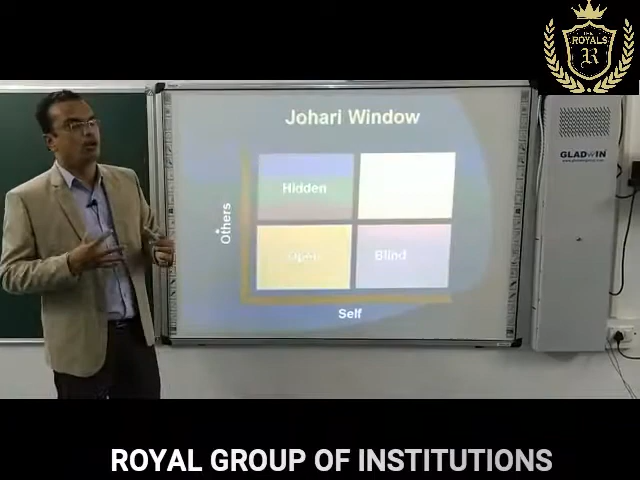 THE
ROYALS
R
Johari Window
GLADWIN
Hidden
Others
Open
Blind
Self
ROYAL GROUP OF INSTITUTIONS